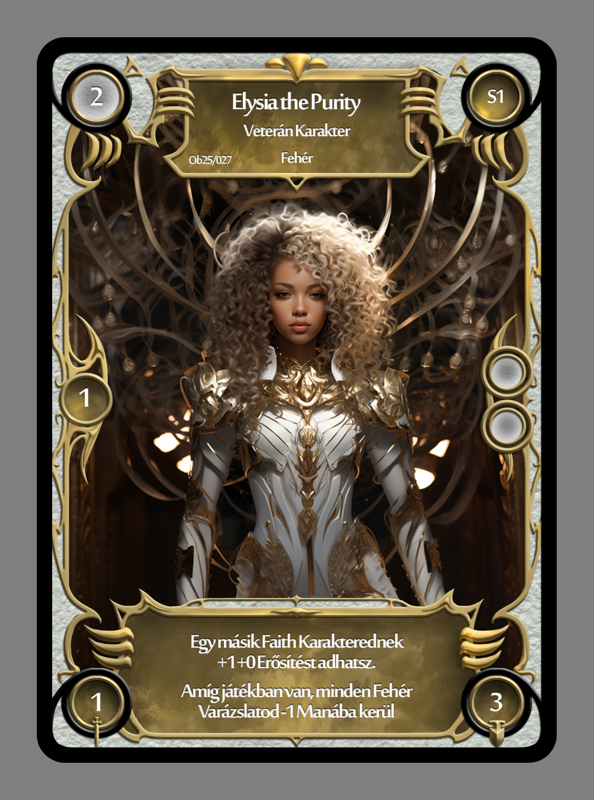 2
Elysia the Purity
S1
Veterán Karakter
Ob25/027
Fehér
1
Egy másik Faith Karakterednek
+1 +0 Erősítést adhatsz.
Amíg játékban van, minden Fehér
Varázslatod -1 Manába kerül
1
3